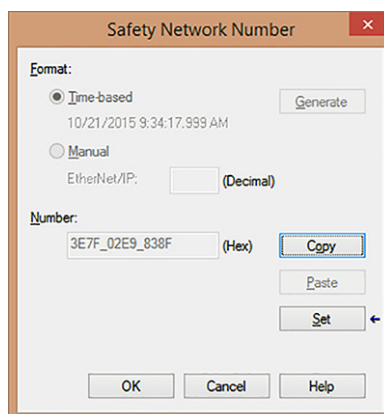 Safety Network Number
Format:
Time-based
Generate
10/21/2015 9:34:17.999 AM
Manual
EtherNet/IP:
(Decimal)
Number:
3E7F_02E9_838F
(Hex)
Copy
Paste
Set
OK
Cancel
Help